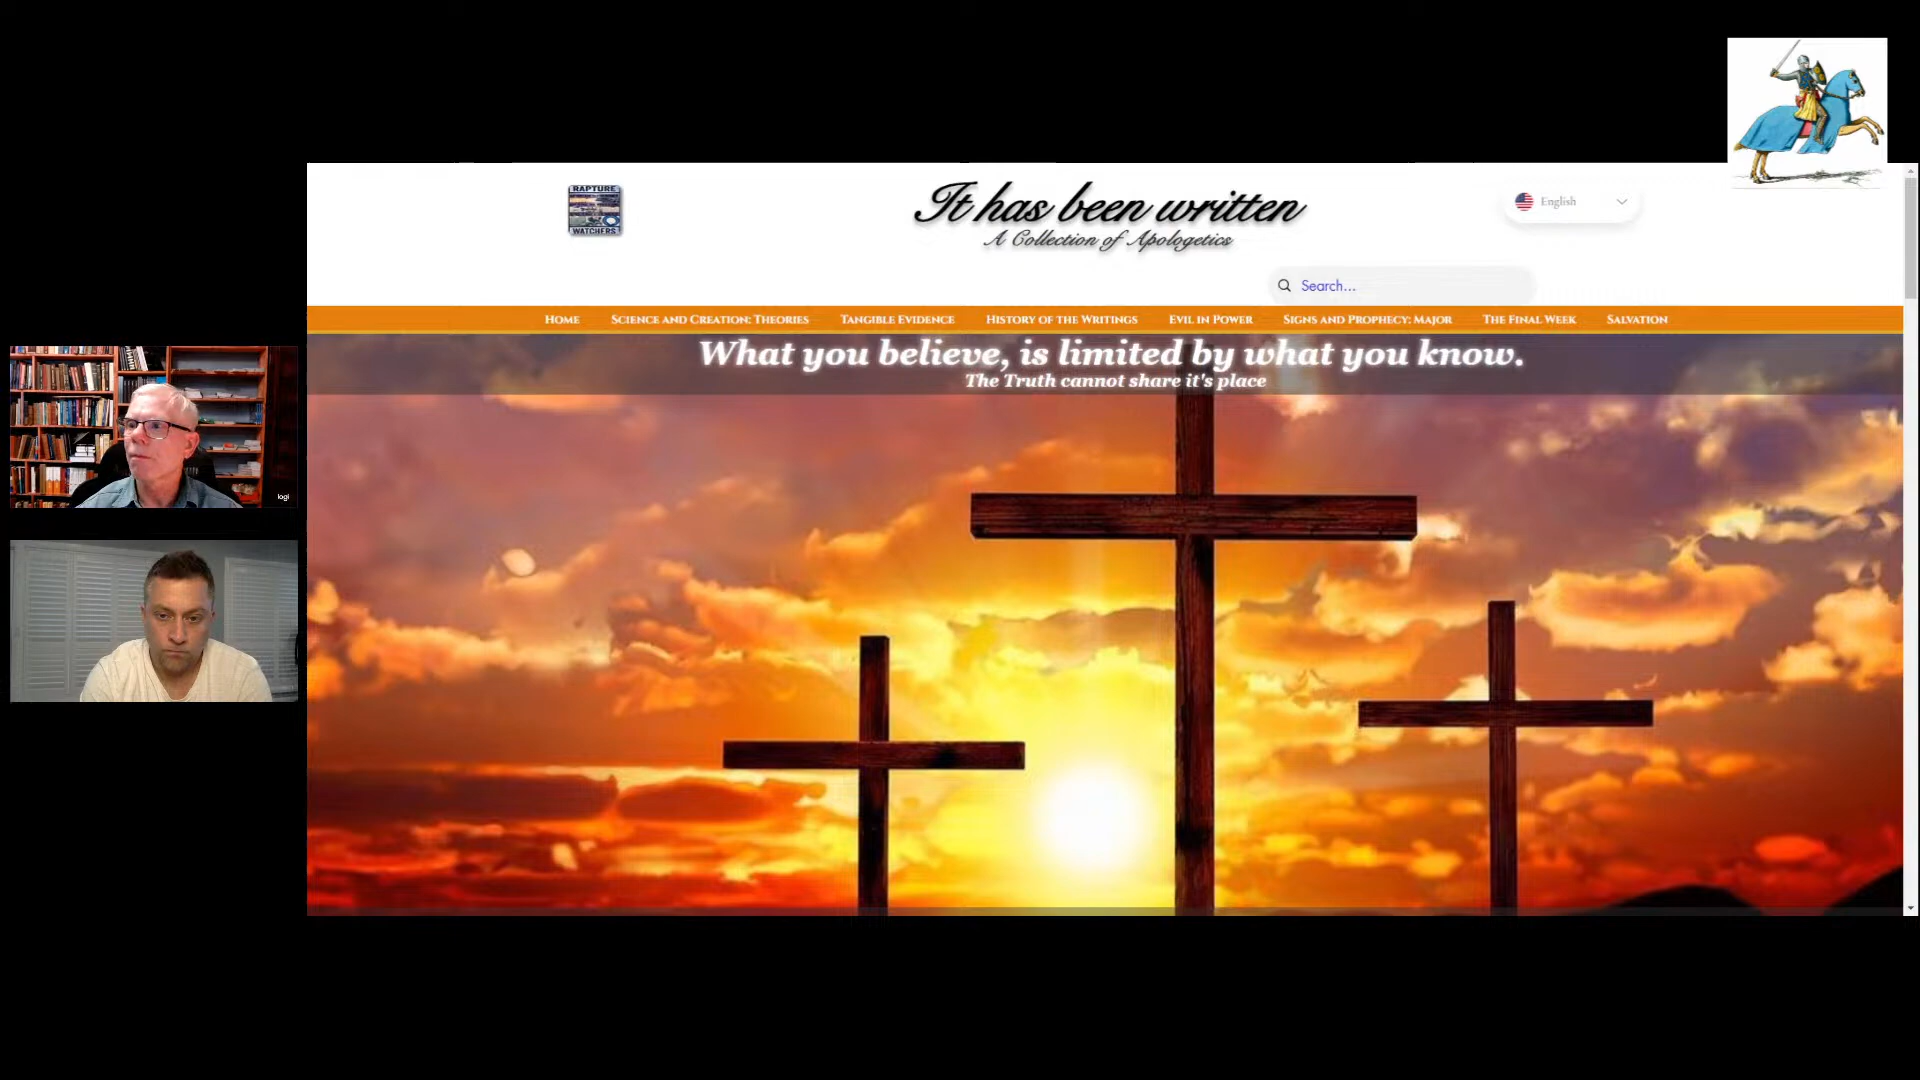 RAPTURE
WATCHERS
It has been written
A Collection of Apologetics
English
Search...
HOME SCIENCE AND CREATION: THEORIES TANGIBLE EVIDENCE HISTORY OF THE WRITINGS EVIL IN POWER SIGNS AND PROPHECY: MAJOR THE FINAL WEEK SALVATION
What you believe, is limited by what you know.
The Truth cannot share it's place
logi